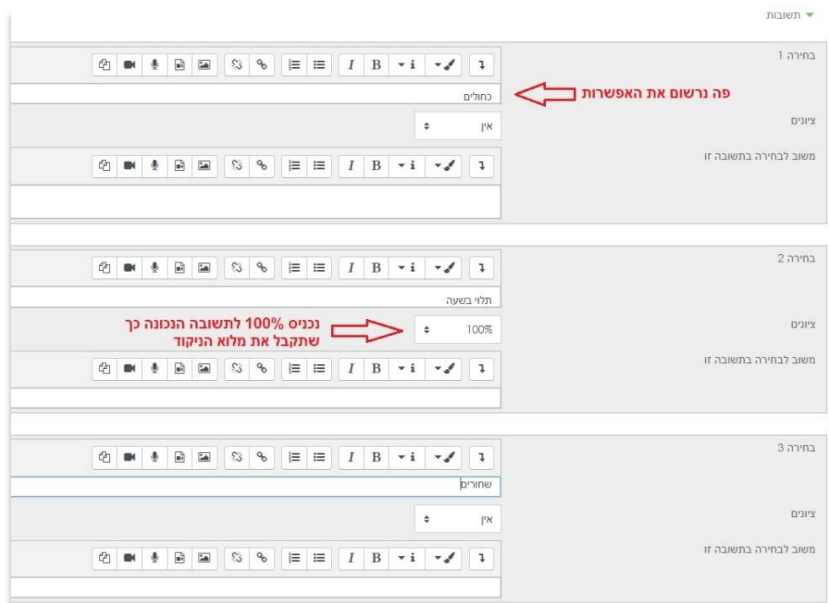 תשובות
בחירה 1
כחולים
פה נרשום את האפשרות
ציונים
אין
משוב לבחירה בתשובה זו
בחירה 2
תלוי בשעה
ציונים
100%
נכניס 100% לתשובה הנכונה כך
שתקבל את מלוא הניקוד
משוב לבחירה בתשובה זו
בחירה 3
שחורים
ציונים
אין
משוב לבחירה בתשובה זו